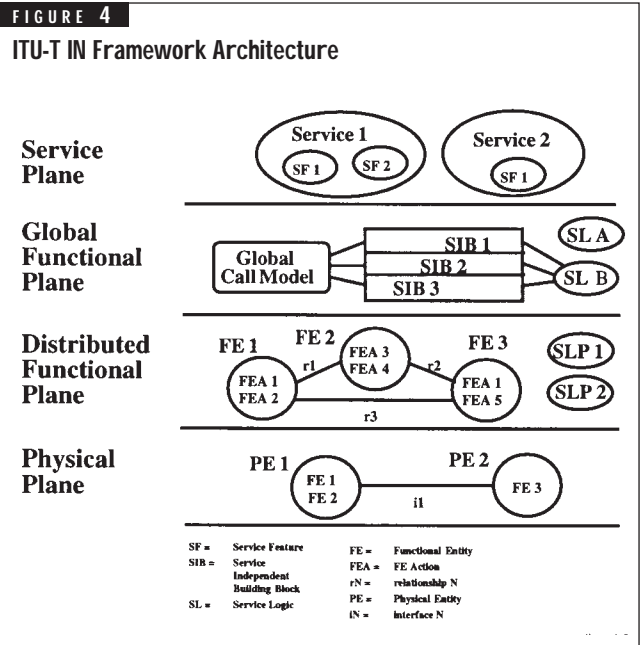 FIGURE 4
ITU-T IN Framework Architecture
Service Plane
Service 1
SF 1
SF 2
Service 2
SF 1
Global Functional Plane
Global Call Model
SIB 1
SIB 2
SIB 3
SL A
SL B
Distributed Functional Plane
FE 1
FEA 1
FEA 2
r1
FE 2
FEA 3
FEA 4
r2
FE 3
FEA 1
FEA 5
r3
SLP 1
SLP 2
Physical Plane
PE 1
FE 1
FE 2
i1
PE 2
FE 3
SF = Service Feature
SIB = Service Independent Building Block
SL = Service Logic
FE = Functional Entity
FEA = FE Action
rN = relationship N
PE = Physical Entity
iN = interface N